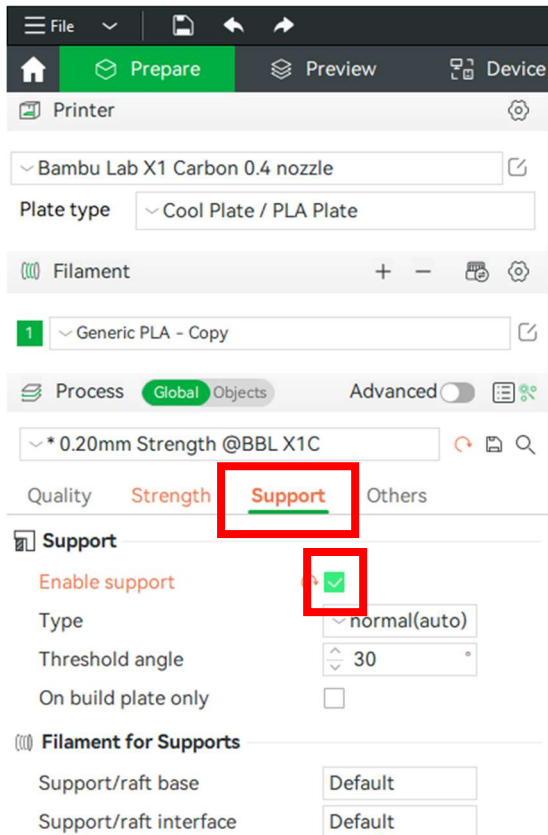 File
Prepare Preview Device
Printer
Bambu Lab X1 Carbon 0.4 nozzle
Plate type Cool Plate / PLA Plate
Filament + −
1 Generic PLA - Copy
Process Global Objects Advanced
* 0.20mm Strength @BBL X1C
Quality Strength Support Others
Support
Enable support
Type normal(auto)
Threshold angle 30 °
On build plate only
Filament for Supports
Support/raft base Default
Support/raft interface Default